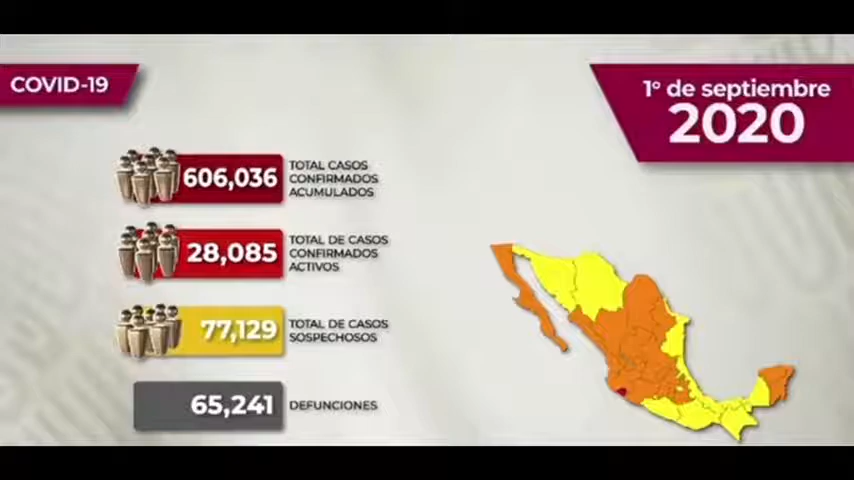 COVID-19
1° de septiembre
2020
606,036
TOTAL CASOS
CONFIRMADOS
ACUMULADOS
28,085
TOTAL DE CASOS
CONFIRMADOS
ACTIVOS
77,129
TOTAL DE CASOS
SOSPECHOSOS
65,241
DEFUNCIONES